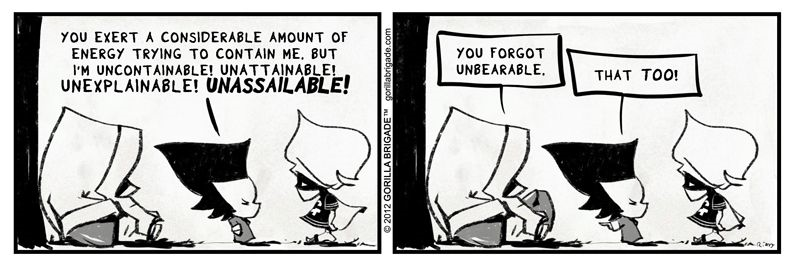 YOU EXERT A CONSIDERABLE AMOUNT OF
ENERGY TRYING TO CONTAIN ME, BUT
I'M UNCONTAINABLE! UNATTAINABLE!
UNEXPLAINABLE! UNASSAILABLE!
© 2012 GORILLA BRIGADE™ gorillabrigade.com
YOU FORGOT
UNBEARABLE.
THAT TOO!